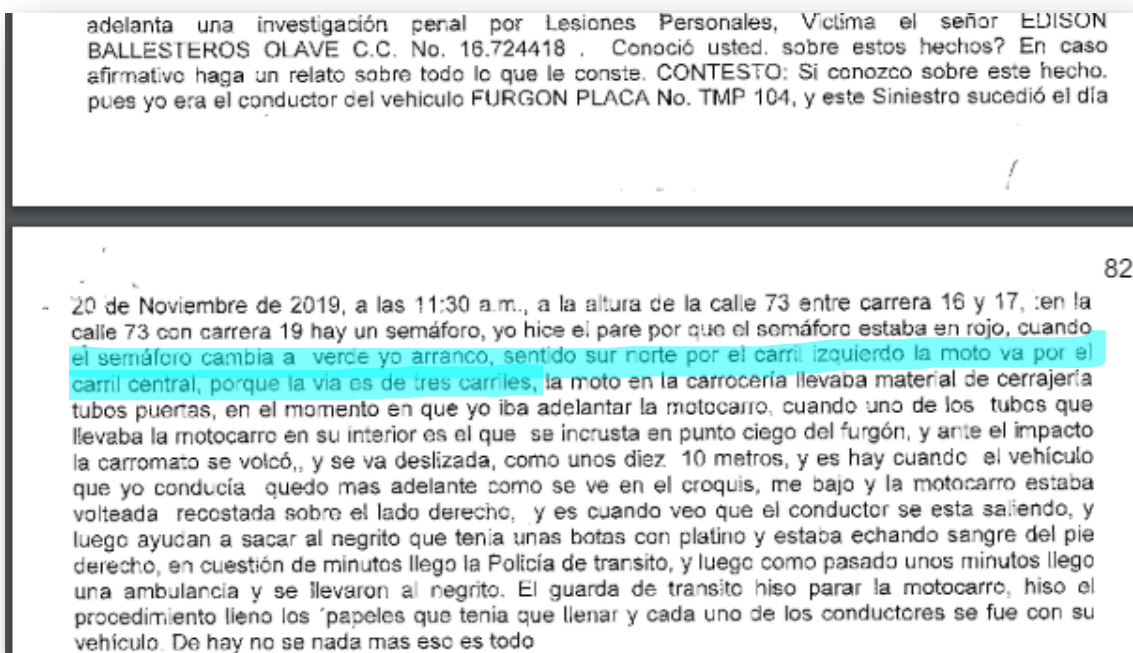 adelanta una investigación penal por Lesiones Personales, Victima el señor EDISON
BALLESTEROS OLAVE C.C. No. 16.724418 . Conoció usted. sobre estos hechos? En caso
afirmativo haga un relato sobre todo lo que le conste. CONTESTO: Si conozco sobre este hecho.
pues yo era el conductor del vehiculo FURGON PLACA No. TMP 104, y este Siniestro sucedió el día
82
20 de Noviembre de 2019, a las 11:30 a.m., a la altura de la calle 73 entre carrera 16 y 17, :en la
calle 73 con carrera 19 hay un semáforo, yo hice el pare por que el semáforo estaba en rojo, cuando
el semáforo cambia a verde yo arranco, sentido sur norte por el carril izquierdo la moto va por el
carril central, porque la via es de tres carriles, la moto en la carrocería llevaba material de cerrajería
tubos puertas, en el momento en que yo iba adelantar la motocarro, cuando uno de los tubos que
llevaba la motocarro en su interior es el que se incrusta en punto ciego del furgón, y ante el impacto
la carromato se volcó,, y se va deslizada, como unos diez 10 metros, y es hay cuando el vehículo
que yo conducía quedo mas adelante como se ve en el croquis, me bajo y la motocarro estaba
volteada recostada sobre el lado derecho, y es cuando veo que el conductor se esta saliendo, y
luego ayudan a sacar al negrito que tenia unas botas con platino y estaba echando sangre del pie
derecho, en cuestión de minutos llego la Policía de transito, y luego como pasado unos minutos llego
una ambulancia y se llevaron al negrito. El guarda de transito hiso parar la motocarro, hiso el
procedimiento lleno los ´papeles que tenia que llenar y cada uno de los conductores se fue con su
vehículo. De hay no se nada mas eso es todo